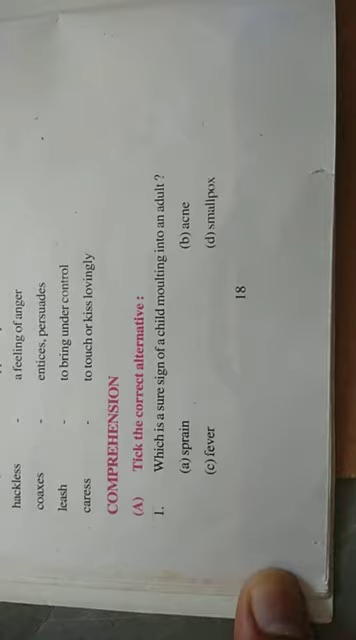 hackless - a feeling of anger
coaxes - entices, persuades
leash - to bring under control
caress - to touch or kiss lovingly
COMPREHENSION
(A) Tick the correct alternative :
1. Which is a sure sign of a child moulting into an adult ?
(a) sprain (b) acne
(c) fever (d) smallpox
18